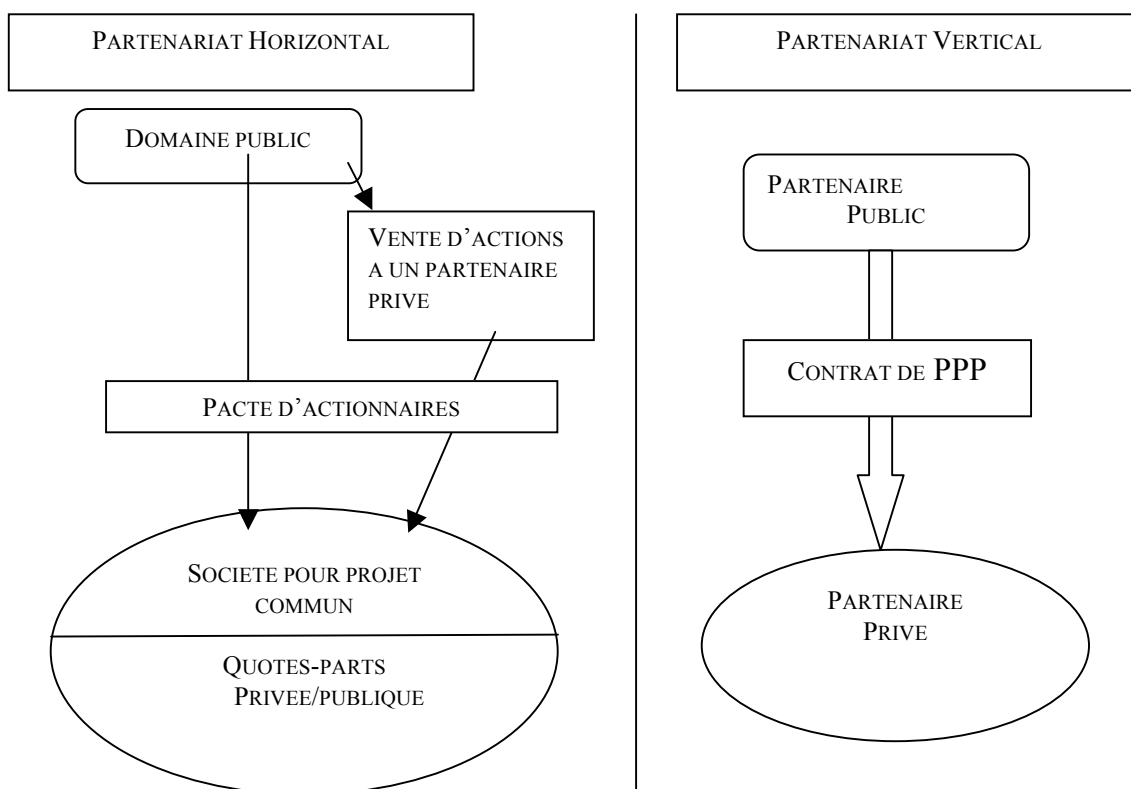 PARTENARIAT HORIZONTAL
DOMAINE PUBLIC
VENTE D’ACTIONS
A UN PARTENAIRE
PRIVE
PACTE D’ACTIONNAIRES
SOCIETE POUR PROJET
COMMUN
QUOTES-PARTS
PRIVEE/PUBLIQUE
PARTENARIAT VERTICAL
PARTENAIRE
PUBLIC
CONTRAT DE PPP
PARTENAIRE
PRIVE